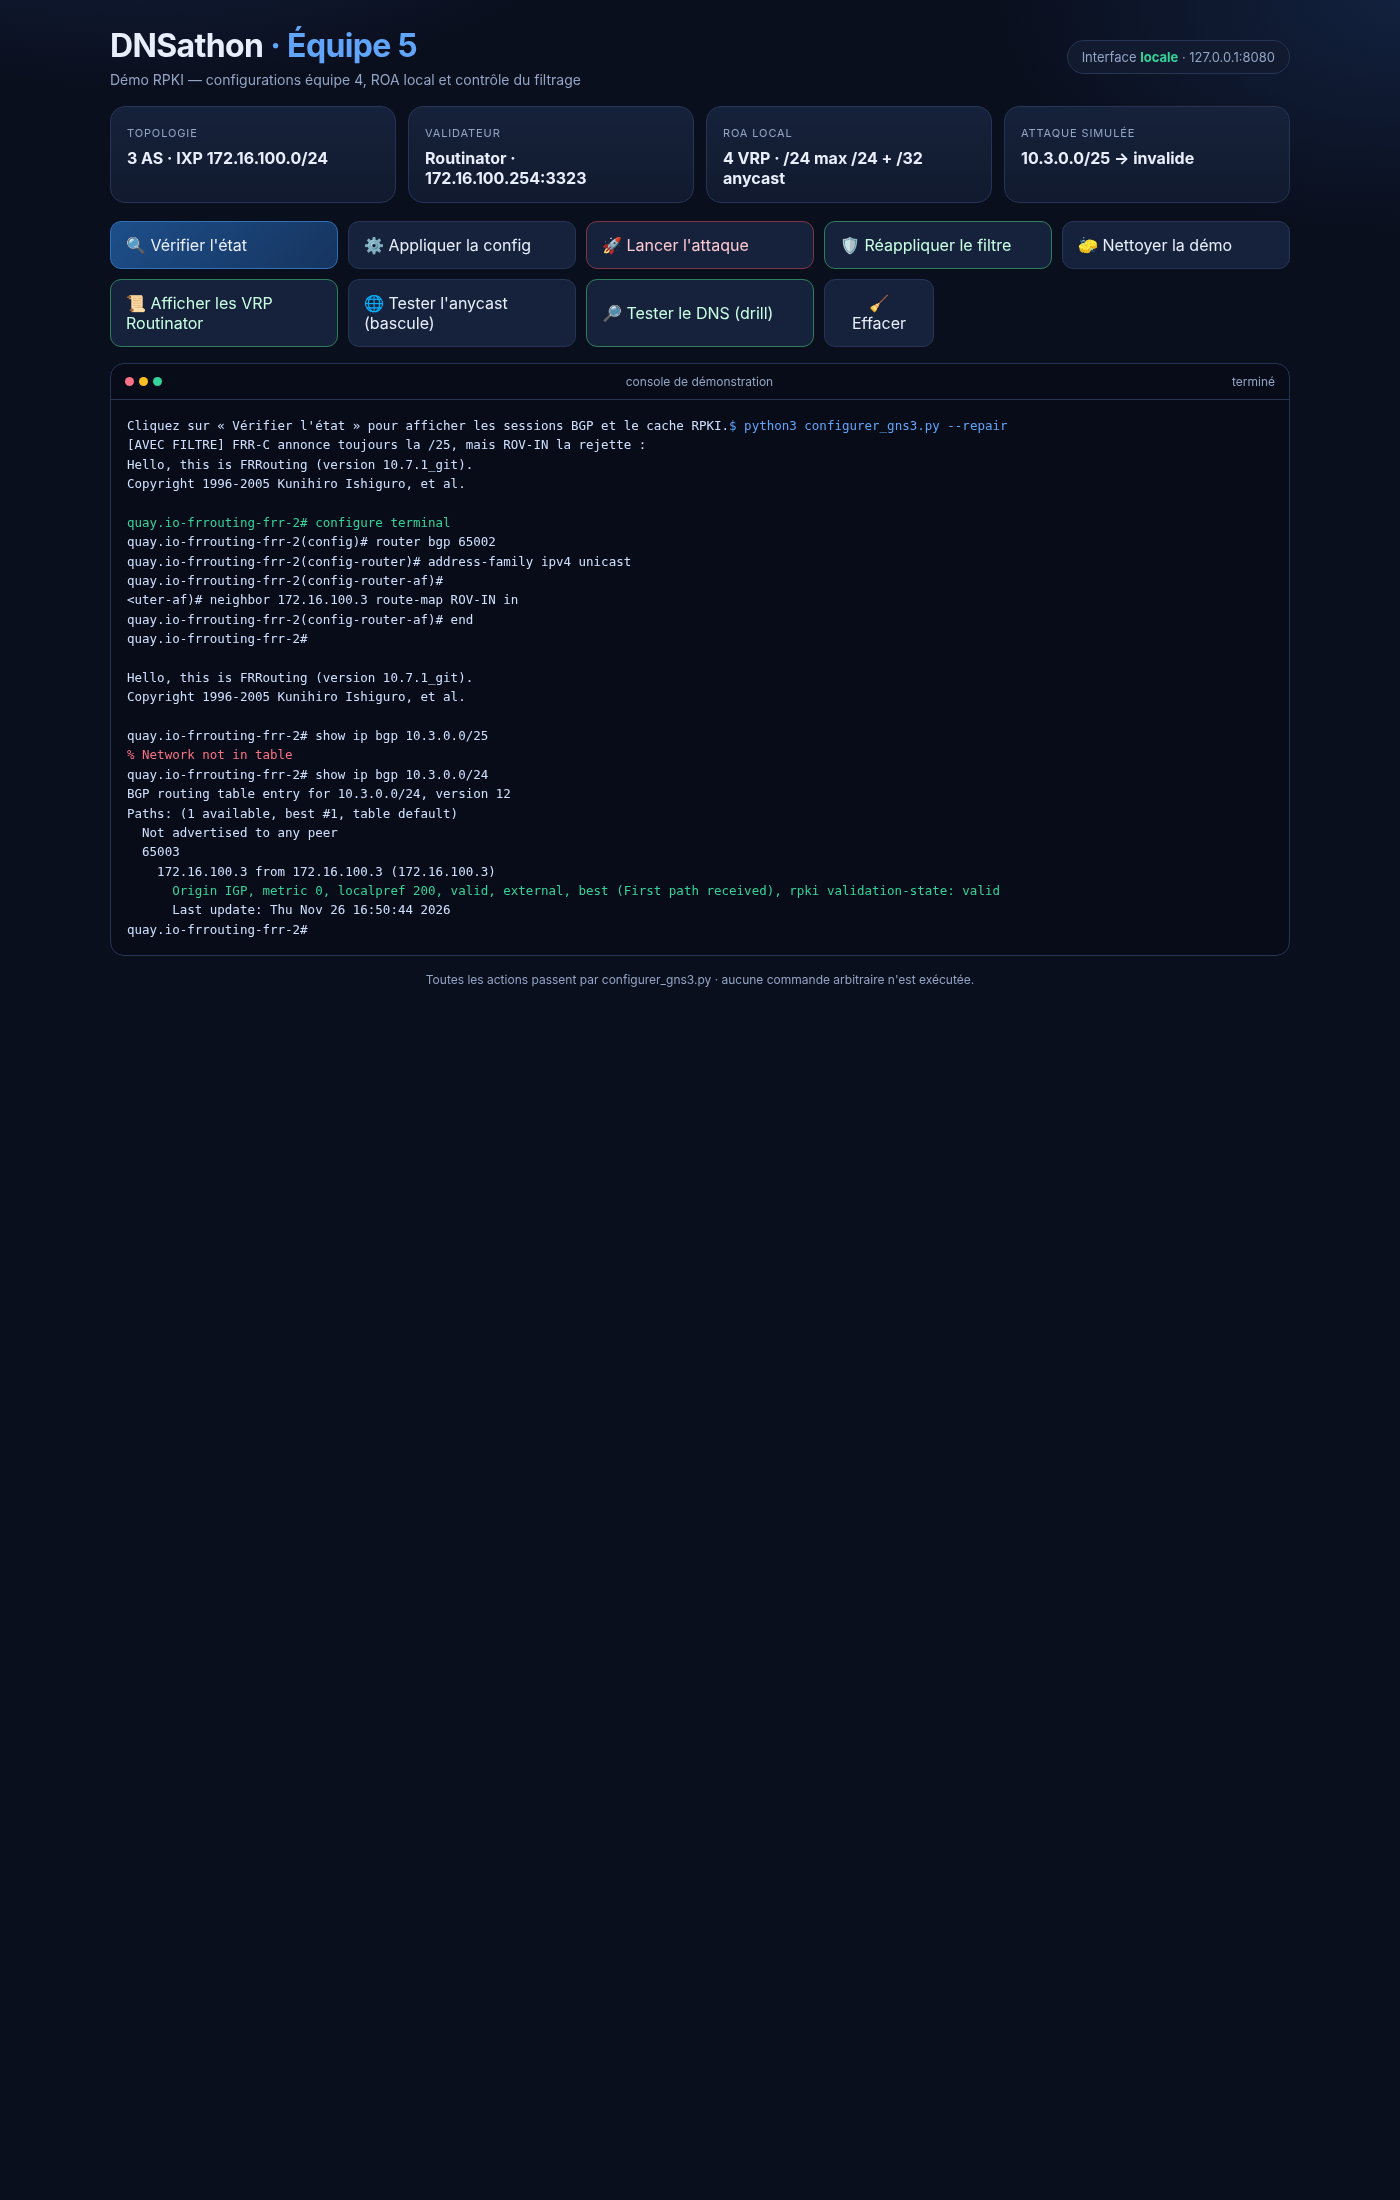 DNSathon · Équipe 5
Démo RPKI — configurations équipe 4, ROA local et contrôle du filtrage
Interface locale · 127.0.0.1:8080
TOPOLOGIE
3 AS · IXP 172.16.100.0/24
VALIDATEUR
Routinator ·
172.16.100.254:3323
ROA LOCAL
4 VRP · /24 max /24 + /32
anycast
ATTAQUE SIMULÉE
10.3.0.0/25 → invalide
🔍 Vérifier l'état
⚙️ Appliquer la config
🚀 Lancer l'attaque
🛡️ Réappliquer le filtre
🧽 Nettoyer la démo
📜 Afficher les VRP
Routinator
🌐 Tester l'anycast
(bascule)
🔎 Tester le DNS (drill)
🧹
Effacer
console de démonstration
terminé
Cliquez sur « Vérifier l'état » pour afficher les sessions BGP et le cache RPKI.$ python3 configurer_gns3.py --repair
[AVEC FILTRE] FRR-C annonce toujours la /25, mais ROV-IN la rejette :
Hello, this is FRRouting (version 10.7.1_git).
Copyright 1996-2005 Kunihiro Ishiguro, et al.
quay.io-frrouting-frr-2# configure terminal
quay.io-frrouting-frr-2(config)# router bgp 65002
quay.io-frrouting-frr-2(config-router)# address-family ipv4 unicast
quay.io-frrouting-frr-2(config-router-af)#
<uter-af)# neighbor 172.16.100.3 route-map ROV-IN in
quay.io-frrouting-frr-2(config-router-af)# end
quay.io-frrouting-frr-2#
Hello, this is FRRouting (version 10.7.1_git).
Copyright 1996-2005 Kunihiro Ishiguro, et al.
quay.io-frrouting-frr-2# show ip bgp 10.3.0.0/25
% Network not in table
quay.io-frrouting-frr-2# show ip bgp 10.3.0.0/24
BGP routing table entry for 10.3.0.0/24, version 12
Paths: (1 available, best #1, table default)
  Not advertised to any peer
  65003
    172.16.100.3 from 172.16.100.3 (172.16.100.3)
      Origin IGP, metric 0, localpref 200, valid, external, best (First path received), rpki validation-state: valid
      Last update: Thu Nov 26 16:50:44 2026
quay.io-frrouting-frr-2#
Toutes les actions passent par configurer_gns3.py · aucune commande arbitraire n'est exécutée.